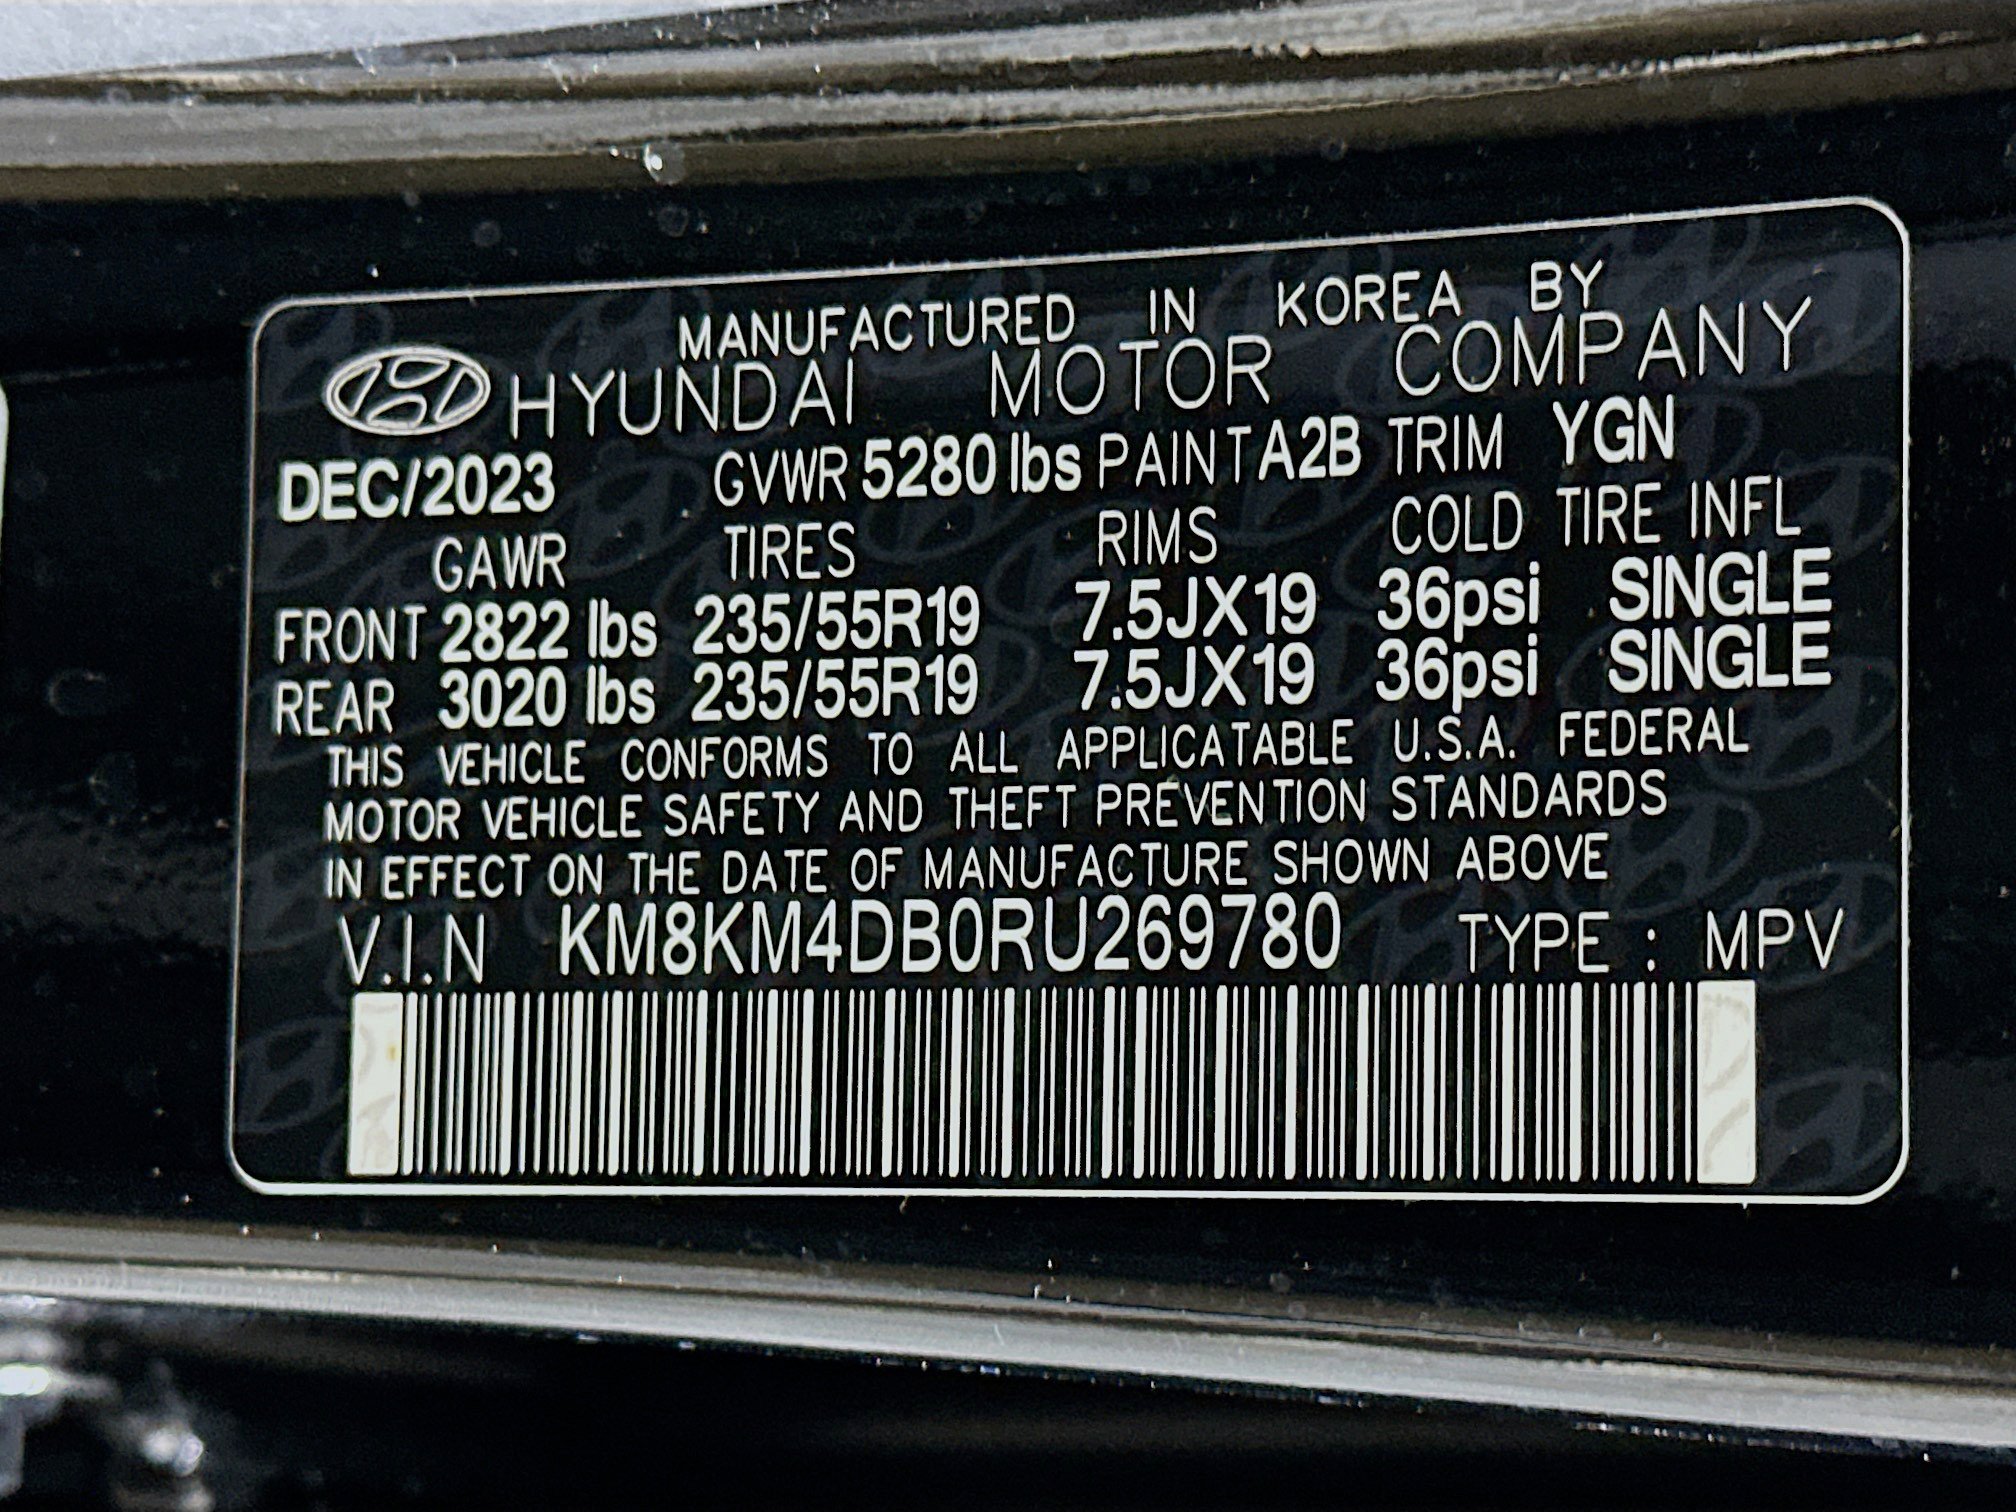 MANUFACTURED IN KOREA BY
HYUNDAI MOTOR COMPANY
DEC/2023 GVWR 5280 lbs PAINT A2B TRIM YGN
GAWR TIRES RIMS COLD TIRE INFL
FRONT 2822 lbs 235/55R19 7.5JX19 36psi SINGLE
REAR 3020 lbs 235/55R19 7.5JX19 36psi SINGLE
THIS VEHICLE CONFORMS TO ALL APPLICATABLE U.S.A. FEDERAL
MOTOR VEHICLE SAFETY AND THEFT PREVENTION STANDARDS
IN EFFECT ON THE DATE OF MANUFACTURE SHOWN ABOVE
V.I.N KM8KM4DB0RU269780 TYPE : MPV